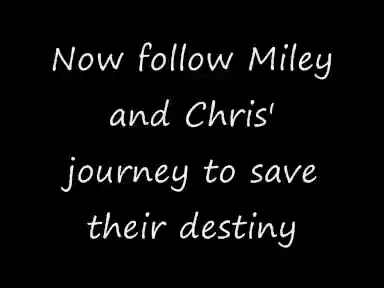 Now follow Miley
and Chris'
journey to save
their destiny